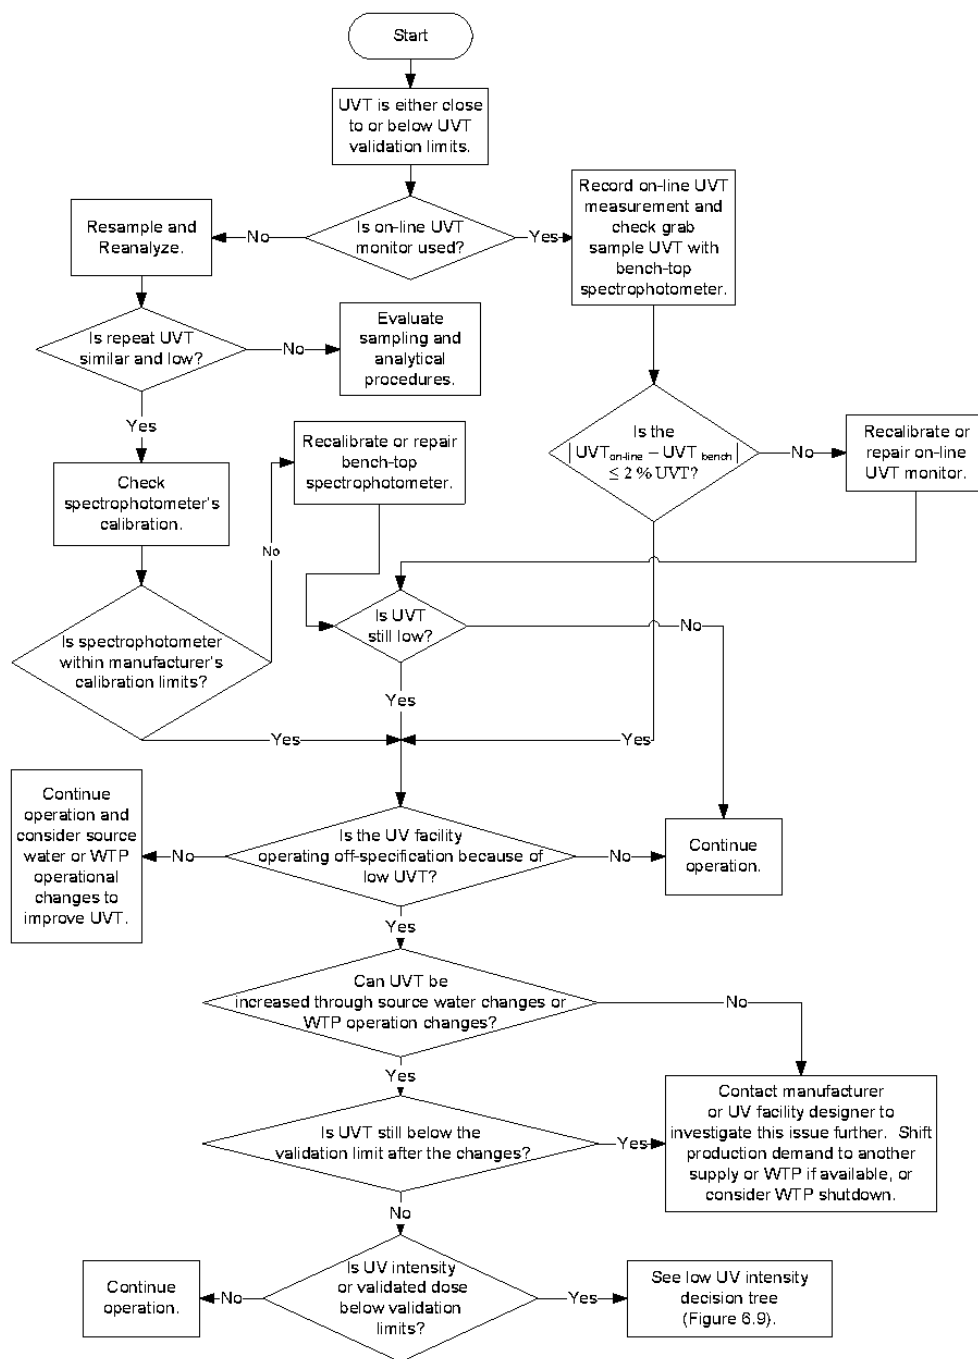 Start
UVT is either close
to or below UVT
validation limits.
Is on-line UVT
monitor used?
No
Yes
Resample and
Reanalyze.
Record on-line UVT
measurement and
check grab
sample UVT with
bench-top
spectrophotometer.
Is repeat UVT
similar and low?
No
Evaluate
sampling and
analytical
procedures.
Yes
Is the
| UVTon-line – UVT bench |
≤ 2 % UVT?
No
Recalibrate or
repair on-line
UVT monitor.
Recalibrate or repair
bench-top
spectrophotometer.
Check
spectrophotometer's
calibration.
No
Is spectrophotometer
within manufacturer's
calibration limits?
Is UVT
still low?
No
Yes
Yes
Yes
Continue
operation and
consider source
water or WTP
operational
changes to
improve UVT.
No
Is the UV facility
operating off-specification because of
low UVT?
No
Continue
operation.
Yes
Can UVT be
increased through source water changes or
WTP operation changes?
No
Yes
Is UVT still below the
validation limit after the changes?
Yes
Contact manufacturer
or UV facility designer to
investigate this issue further. Shift
production demand to another
supply or WTP if available, or
consider WTP shutdown.
No
Continue
operation.
No
Is UV intensity
or validated dose
below validation
limits?
Yes
See low UV intensity
decision tree
(Figure 6.9).